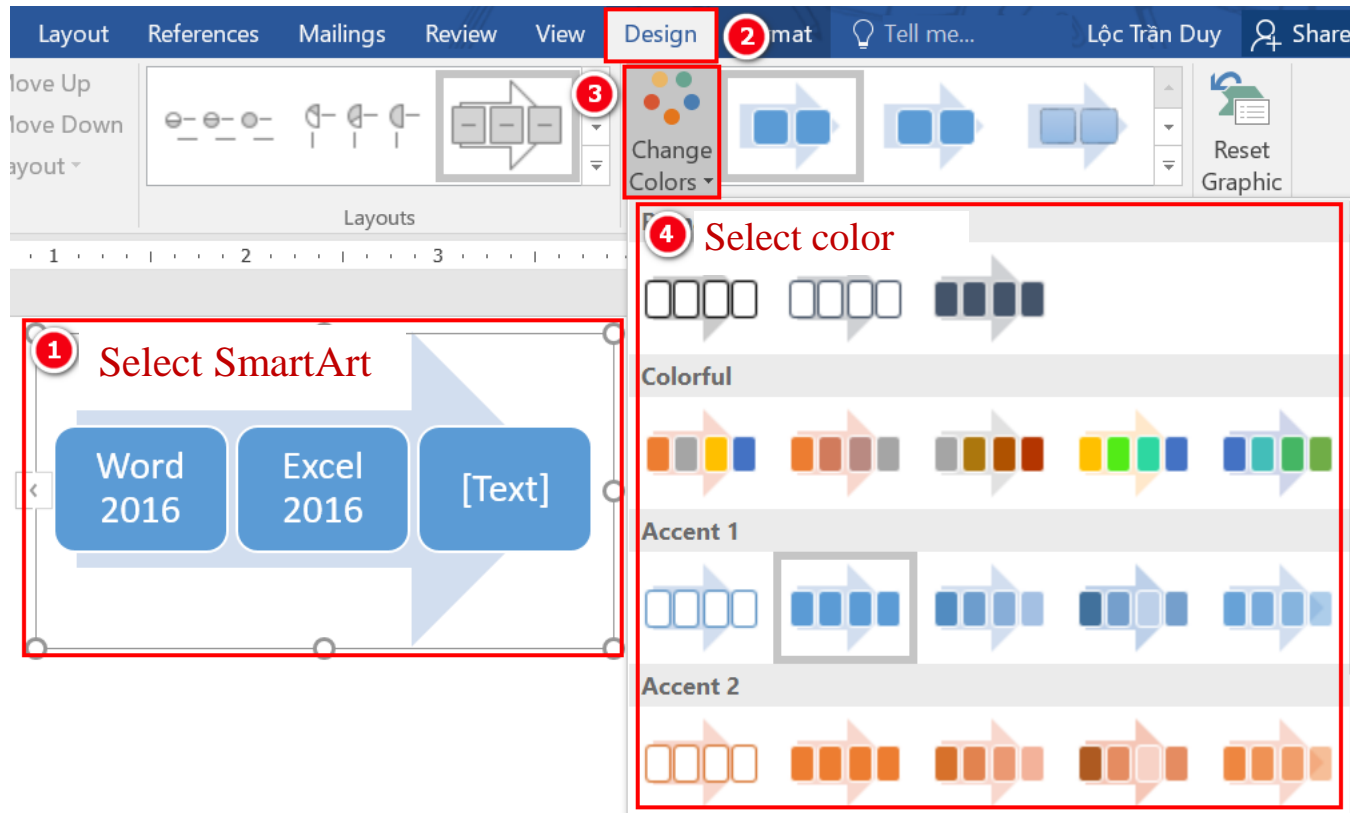 Layout References Mailings Review View Design 2 mat Tell me... Lộc Trần Duy Share
Move Up
Move Down
ayout
3
Change
Colors
Reset
Graphic
Layouts
4 Select color
1 2 3
1 Select SmartArt
Word
2016
Excel
2016
[Text]
Colorful
Accent 1
Accent 2